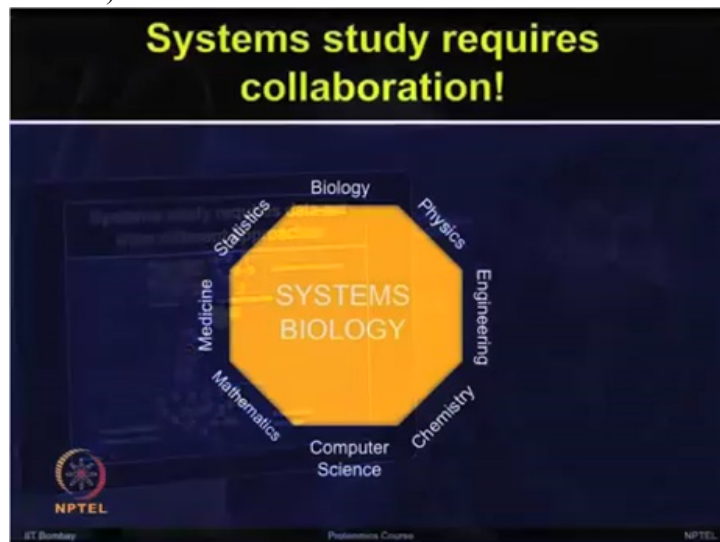 )
Systems study requires
collaboration!
Biology
Physics
Engineering
Chemistry
Computer
Science
Mathematics
Medicine
Statistics
SYSTEMS
BIOLOGY
NPTEL
IIT Bombay
Proteomics Course
NPTEL